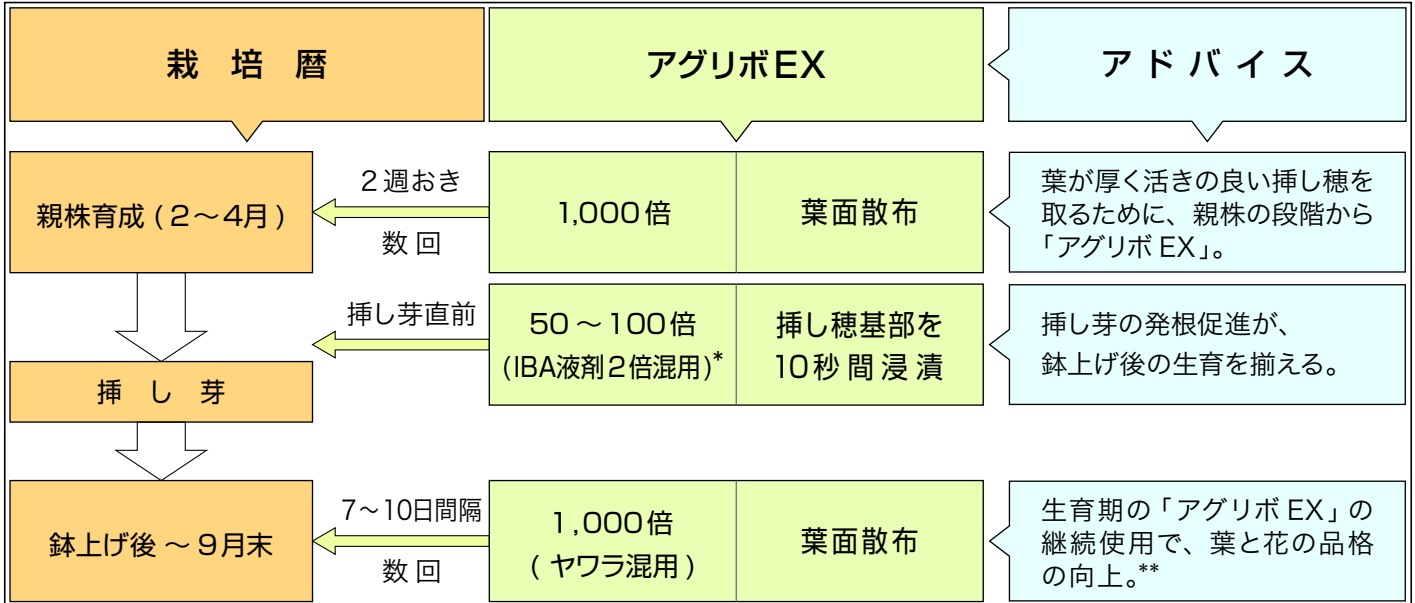 栽培暦
アグリボEX
アドバイス
親株育成(2～4月)
2週おき
数回
1,000倍
葉面散布
葉が厚く活きの良い挿し穂を
取るために、親株の段階から
「アグリボEX」。
挿し芽直前
50～100倍
(IBA液剤2倍混用)*
挿し穂基部を
10秒間浸漬
挿し芽の発根促進が、
鉢上げ後の生育を揃える。
挿し芽
鉢上げ後～9月末
7～10日間隔
数回
1,000倍
(ヤワラ混用)
葉面散布
生育期の「アグリボEX」の
継続使用で、葉と花の品格
の向上。**